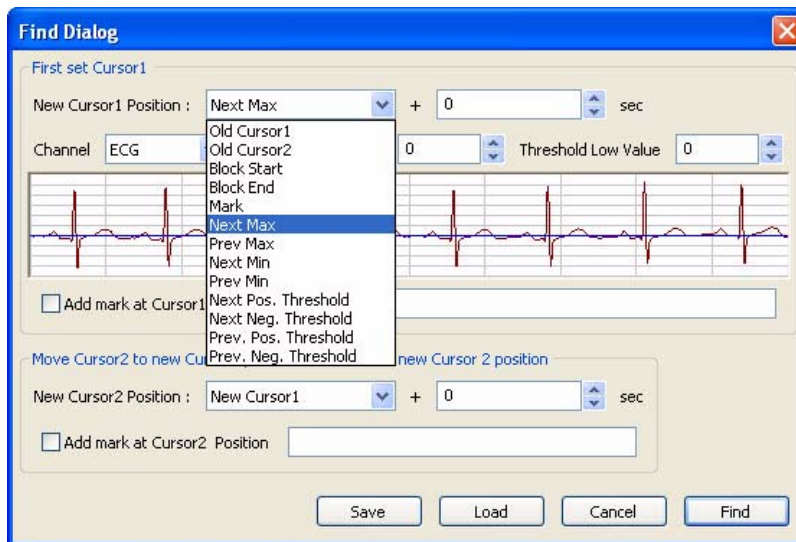 Find Dialog
First set Cursor1
New Cursor1 Position : Next Max + 0 sec
Channel ECG 0 Threshold Low Value 0
Old Cursor1
Old Cursor2
Block Start
Block End
Mark
Next Max
Prev Max
Next Min
Prev Min
Next Pos. Threshold
Next Neg. Threshold
Prev. Pos. Threshold
Prev. Neg. Threshold
Add mark at Cursor1
Move Cursor2 to new new Cursor 2 position
New Cursor2 Position : New Cursor1 + 0 sec
Add mark at Cursor2 Position
Save Load Cancel Find